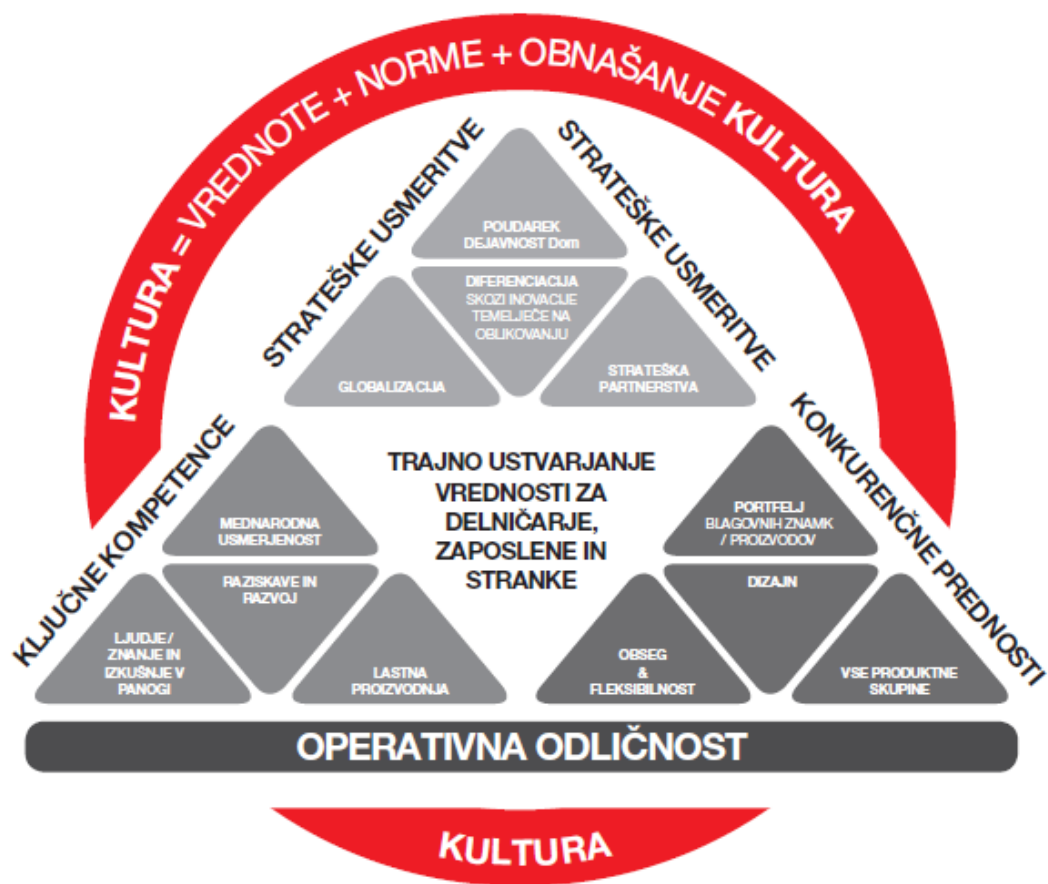 KULTURA = VREDNOTE + NORME + OBNAŠANJE KULTURA
STRATEŠKE USMERITVE
STRATEŠKE USMERITVE
POUDAREK
DEJAVNOST Dom
DIFERENCIACIJA
SKOZI INOVACIJE
TEMELJEČE NA
OBLIKOVANJU
GLOBALIZACIJA
STRATEŠKA
PARTNERSTVA
KLJUČNE KOMPETENCE
MEDNARODNA
USMERJENOST
RAZISKAVE IN
RAZVOJ
LJUDJE /
ZNANJE IN
IZKUŠNJE V
PANOGI
LASTNA
PROIZVODNJA
TRAJNO USTVARJANJE
VREDNOSTI ZA
DELNIČARJE,
ZAPOSLENE IN
STRANKE
KONKURENČNE PREDNOSTI
PORTFELJ
BLAGOVNIH ZNAMK
/ PROIZVODOV
DIZAJN
OBSEG
&
FLEKSIBILNOST
VSE PRODUKTNE
SKUPINE
OPERATIVNA ODLIČNOST
KULTURA